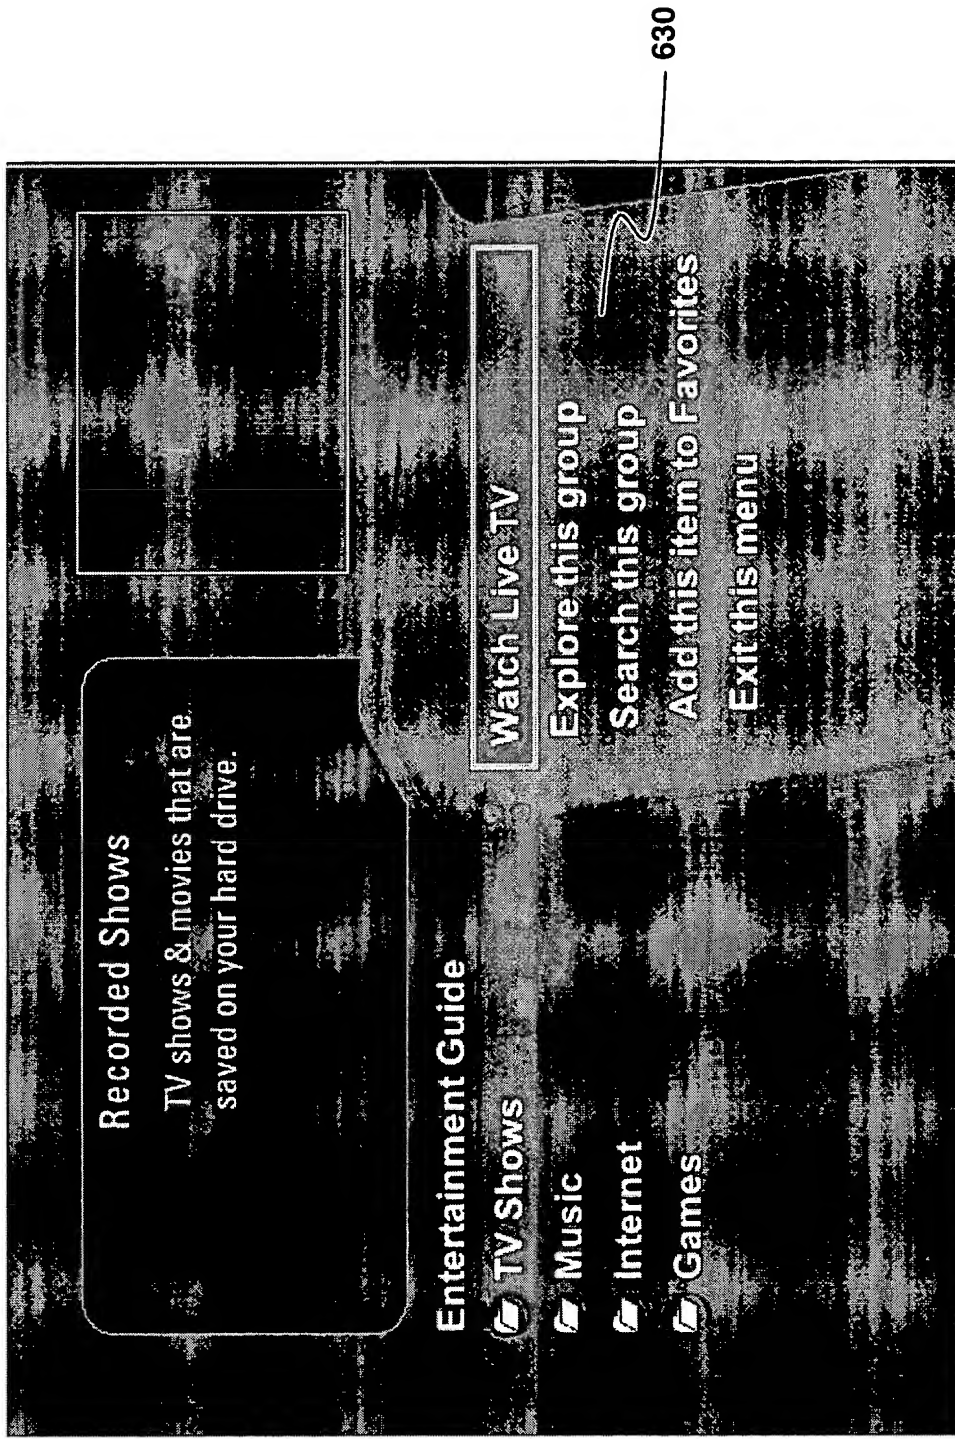 Recorded Shows
TV shows & movies that are
saved on your hard drive.
Entertainment Guide
TV Shows
Music
Internet
Games
Watch Live TV
Explore this group
Search this group
Add this item to Favorites
Exit this menu
630